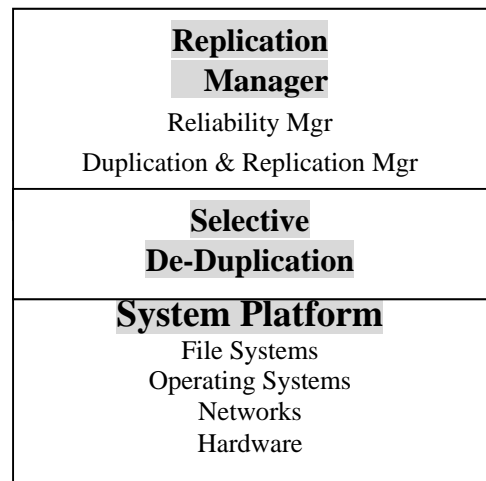 Replication
Manager
Reliability Mgr
Duplication & Replication Mgr
Selective
De-Duplication
System Platform
File Systems
Operating Systems
Networks
Hardware